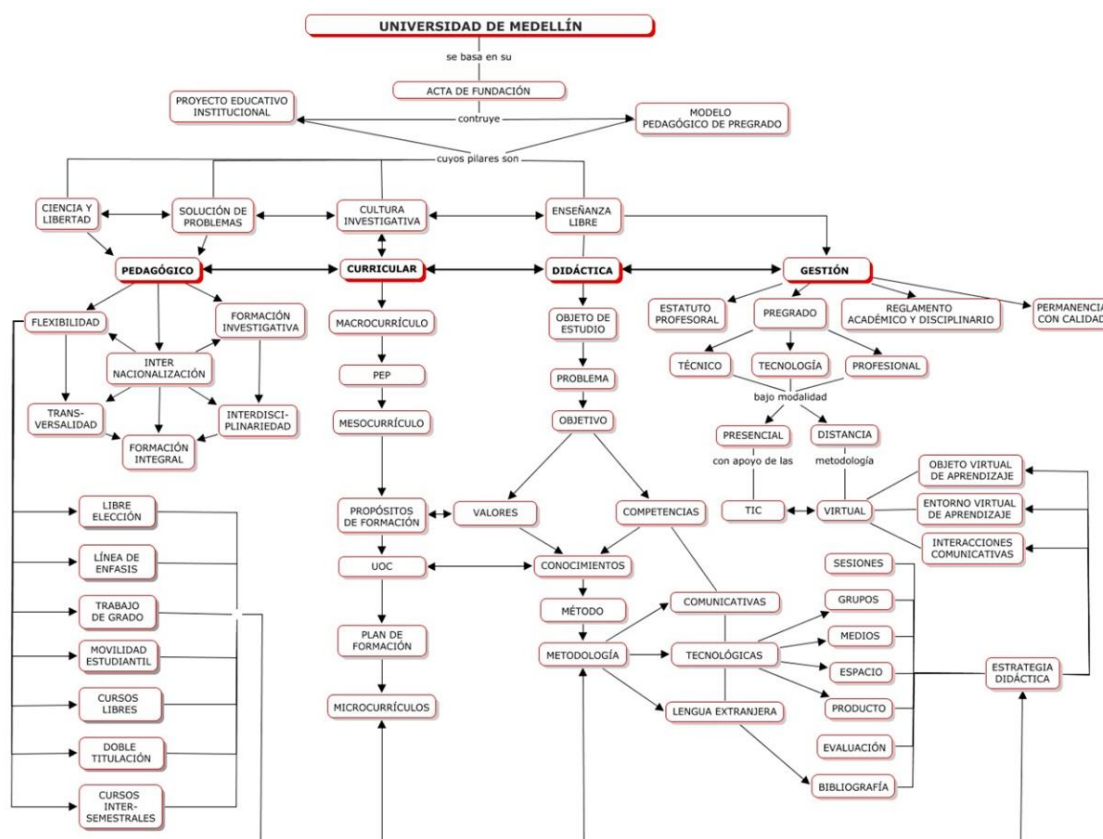 UNIVERSIDAD DE MEDELLÍN
se basa en su
ACTA DE FUNDACIÓN
PROYECTO EDUCATIVO
INSTITUCIONAL
contruye
MODELO
PEDAGÓGICO DE PREGRADO
cuyos pilares son
CIENCIA Y
LIBERTAD
SOLUCIÓN DE
PROBLEMAS
CULTURA
INVESTIGATIVA
ENSEÑANZA
LIBRE
PEDAGÓGICO
CURRICULAR
DIDÁCTICA
GESTIÓN
FLEXIBILIDAD
FORMACIÓN
INVESTIGATIVA
INTER
NACIONALIZACIÓN
TRANS-
VERSALIDAD
INTERDISCI-
PLINARIEDAD
FORMACIÓN
INTEGRAL
LIBRE
ELECCIÓN
LÍNEA DE
ENFASIS
TRABAJO
DE GRADO
MOVILIDAD
ESTUDIANTIL
CURSOS
LIBRES
DOBLE
TITULACIÓN
CURSOS
INTER-
SEMESTRALES
MACROCURRÍCULO
PEP
MESOCURRÍCULO
PROPÓSITOS
DE FORMACIÓN
UOC
PLAN DE
FORMACIÓN
MICROCURRÍCULOS
OBJETO DE
ESTUDIO
PROBLEMA
OBJETIVO
VALORES
COMPETENCIAS
CONOCIMIENTOS
MÉTODO
METODOLOGÍA
COMUNICATIVAS
TECNOLÓGICAS
LENGUA EXTRANJERA
ESTATUTO
PROFESORAL
PREGRADO
REGLAMENTO
ACADÉMICO Y DISCIPLINARIO
PERMANENCIA
CON CALIDAD
TÉCNICO
TECNOLOGÍA
PROFESIONAL
bajo modalidad
PRESENCIAL
DISTANCIA
con apoyo de las
metodología
TIC
VIRTUAL
OBJETO VIRTUAL
DE APRENDIZAJE
ENTORNO VIRTUAL
DE APRENDIZAJE
INTERACCIONES
COMUNICATIVAS
SESIONES
GRUPOS
MEDIOS
ESPACIO
PRODUCTO
EVALUACIÓN
BIBLIOGRAFÍA
ESTRATEGIA
DIDÁCTICA